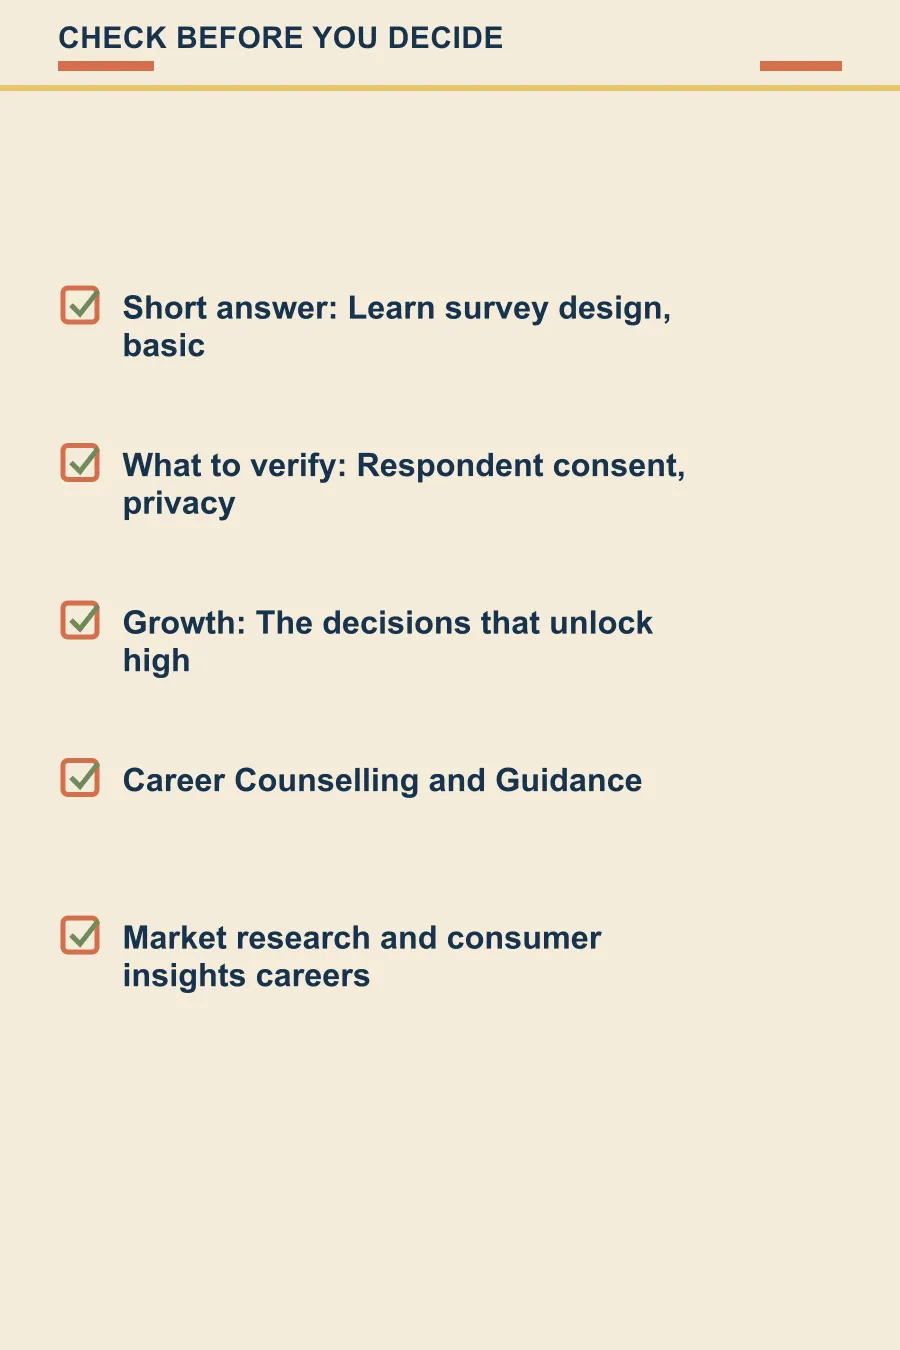 CHECK BEFORE YOU DECIDE
Short answer: Learn survey design,
basic
What to verify: Respondent consent,
privacy
Growth: The decisions that unlock
high
Career Counselling and Guidance
Market research and consumer
insights careers